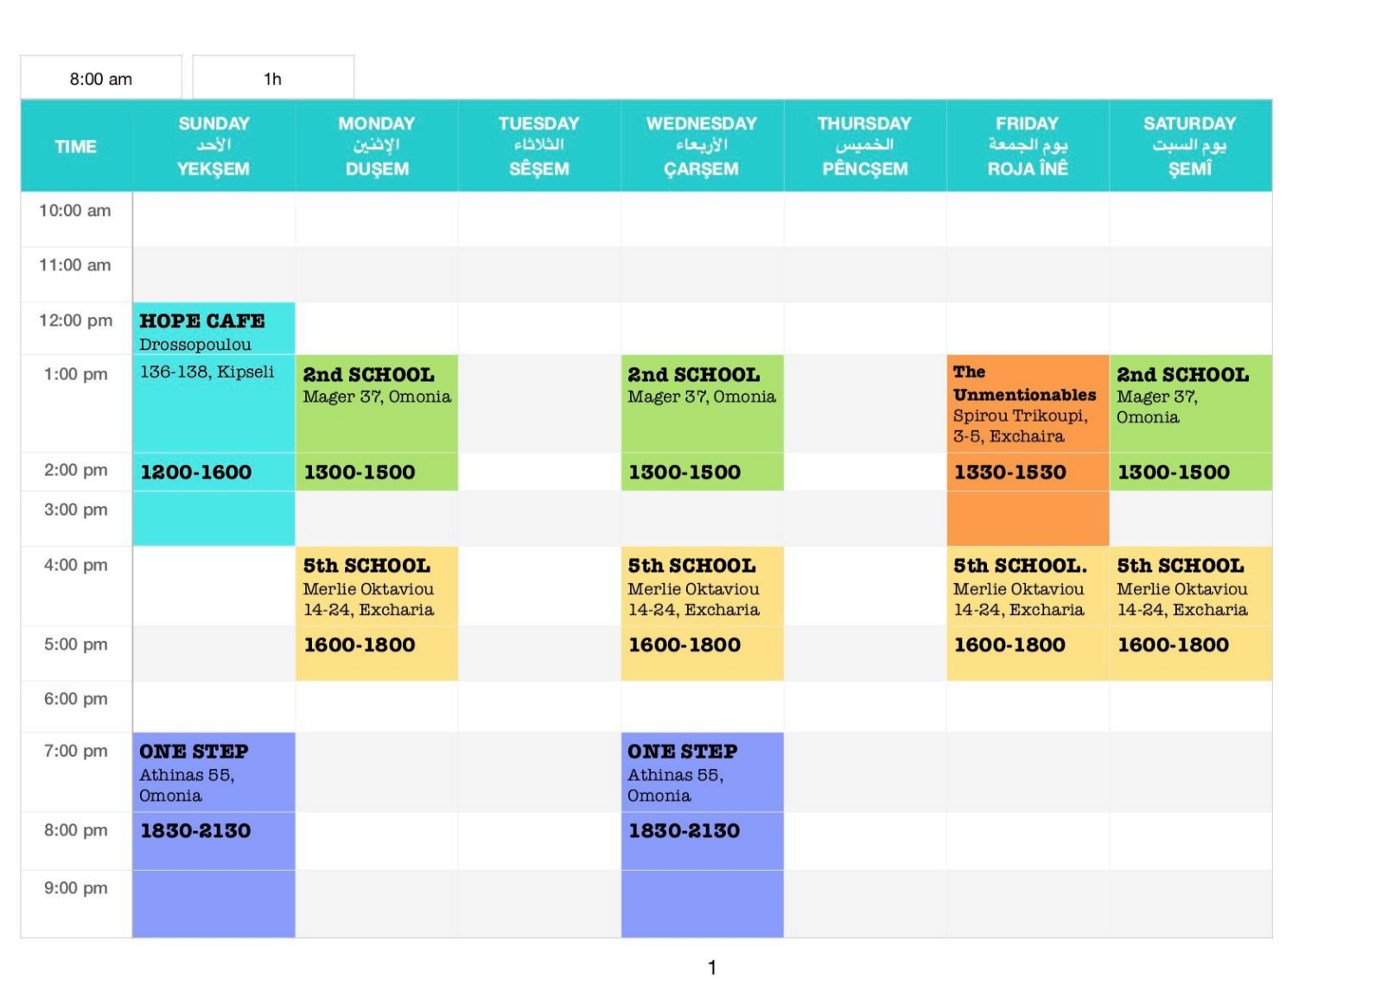 8:00 am 1h
TIME
SUNDAY
الأحد
YEKŞEM
MONDAY
الإثنين
DUŞEM
TUESDAY
الثلاثاء
SÊŞEM
WEDNESDAY
الأربعاء
ÇARŞEM
THURSDAY
الخميس
PÊNCŞEM
FRIDAY
يوم الجمعة
ROJA ÎNÊ
SATURDAY
يوم السبت
ŞEMÎ
10:00 am
11:00 am
12:00 pm
HOPE CAFE
Drossopoulou
1:00 pm
136-138, Kipseli
2nd SCHOOL
Mager 37, Omonia
2nd SCHOOL
Mager 37, Omonia
The
Unmentionables
Spirou Trikoupi,
3-5, Exchaira
2nd SCHOOL
Mager 37,
Omonia
2:00 pm
1200-1600
1300-1500
1300-1500
1330-1530
1300-1500
3:00 pm
4:00 pm
5th SCHOOL
Merlie Oktaviou
14-24, Excharia
5th SCHOOL
Merlie Oktaviou
14-24, Excharia
5th SCHOOL.
Merlie Oktaviou
14-24, Excharia
5th SCHOOL
Merlie Oktaviou
14-24, Excharia
5:00 pm
1600-1800
1600-1800
1600-1800
1600-1800
6:00 pm
7:00 pm
ONE STEP
Athinas 55,
Omonia
ONE STEP
Athinas 55,
Omonia
8:00 pm
1830-2130
1830-2130
9:00 pm
1